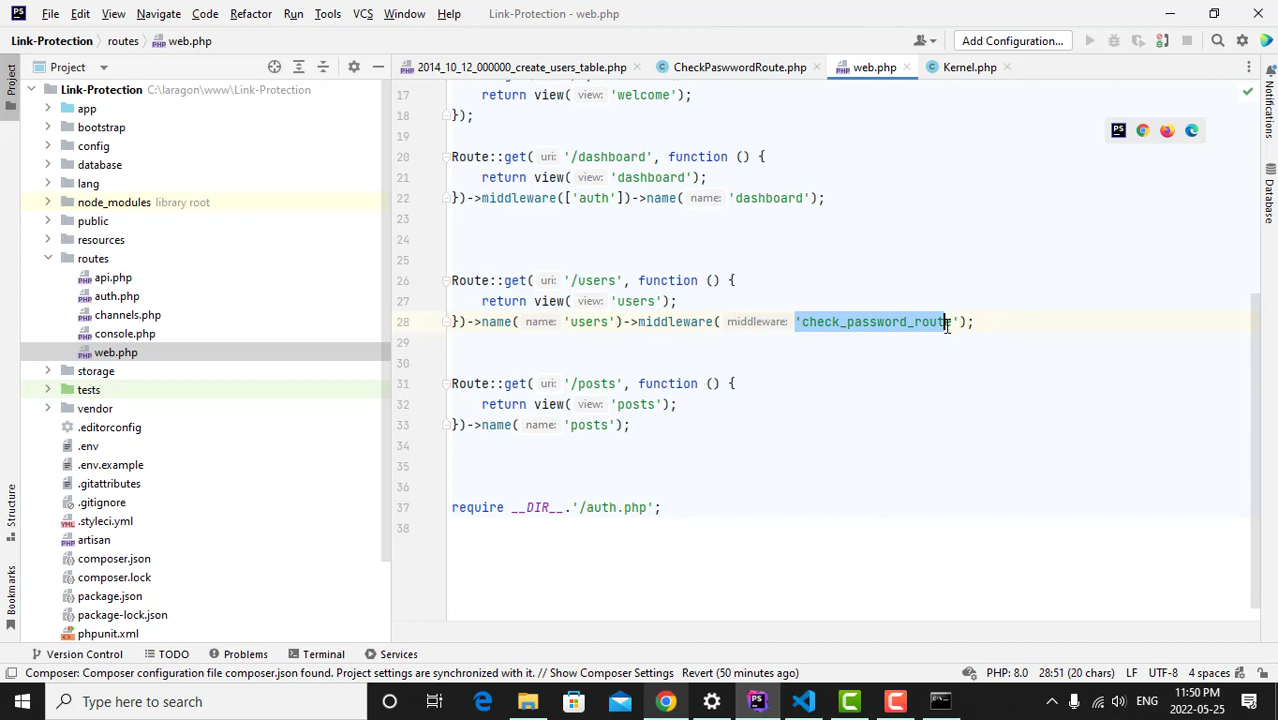 PS File Edit View Navigate Code Refactor Run Tools VCS Window Help Link-Protection - web.php
Link-Protection routes web.php Add Configuration...
Project 2014_10_12_000000_create_users_table.php CheckPaswwordRoute.php web.php Kernel.php
Project
Notifications
Database
Structure
Bookmarks
Link-Protection C:\laragon\www\Link-Protection
app
bootstrap
config
database
lang
node_modules library root
public
resources
routes
api.php
auth.php
channels.php
console.php
web.php
storage
tests
vendor
.editorconfig
.env
.env.example
.gitattributes
.gitignore
.styleci.yml
artisan
composer.json
composer.lock
package.json
package-lock.json
phpunit.xml
17 return view( view: 'welcome');
18 });
19
20 Route::get( uri: '/dashboard', function () {
21 return view( view: 'dashboard');
22 })->middleware(['auth'])->name( name: 'dashboard');
23
24
25
26 Route::get( uri: '/users', function () {
27 return view( view: 'users');
28 })->name( name: 'users')->middleware( middleware: 'check_password_route');
29
30
31 Route::get( uri: '/posts', function () {
32 return view( view: 'posts');
33 })->name( name: 'posts');
34
35
36
37 require __DIR__.'/auth.php';
38
Version Control TODO Problems Terminal Services
Composer: Composer configuration file composer.json found. Project settings are synchronized with it. // Show Composer Settings Revert (50 minutes ago) PHP: 8.0 28:51 (20 chars) LF UTF-8 4 spaces
Type here to search ENG 11:50 PM
2022-05-25